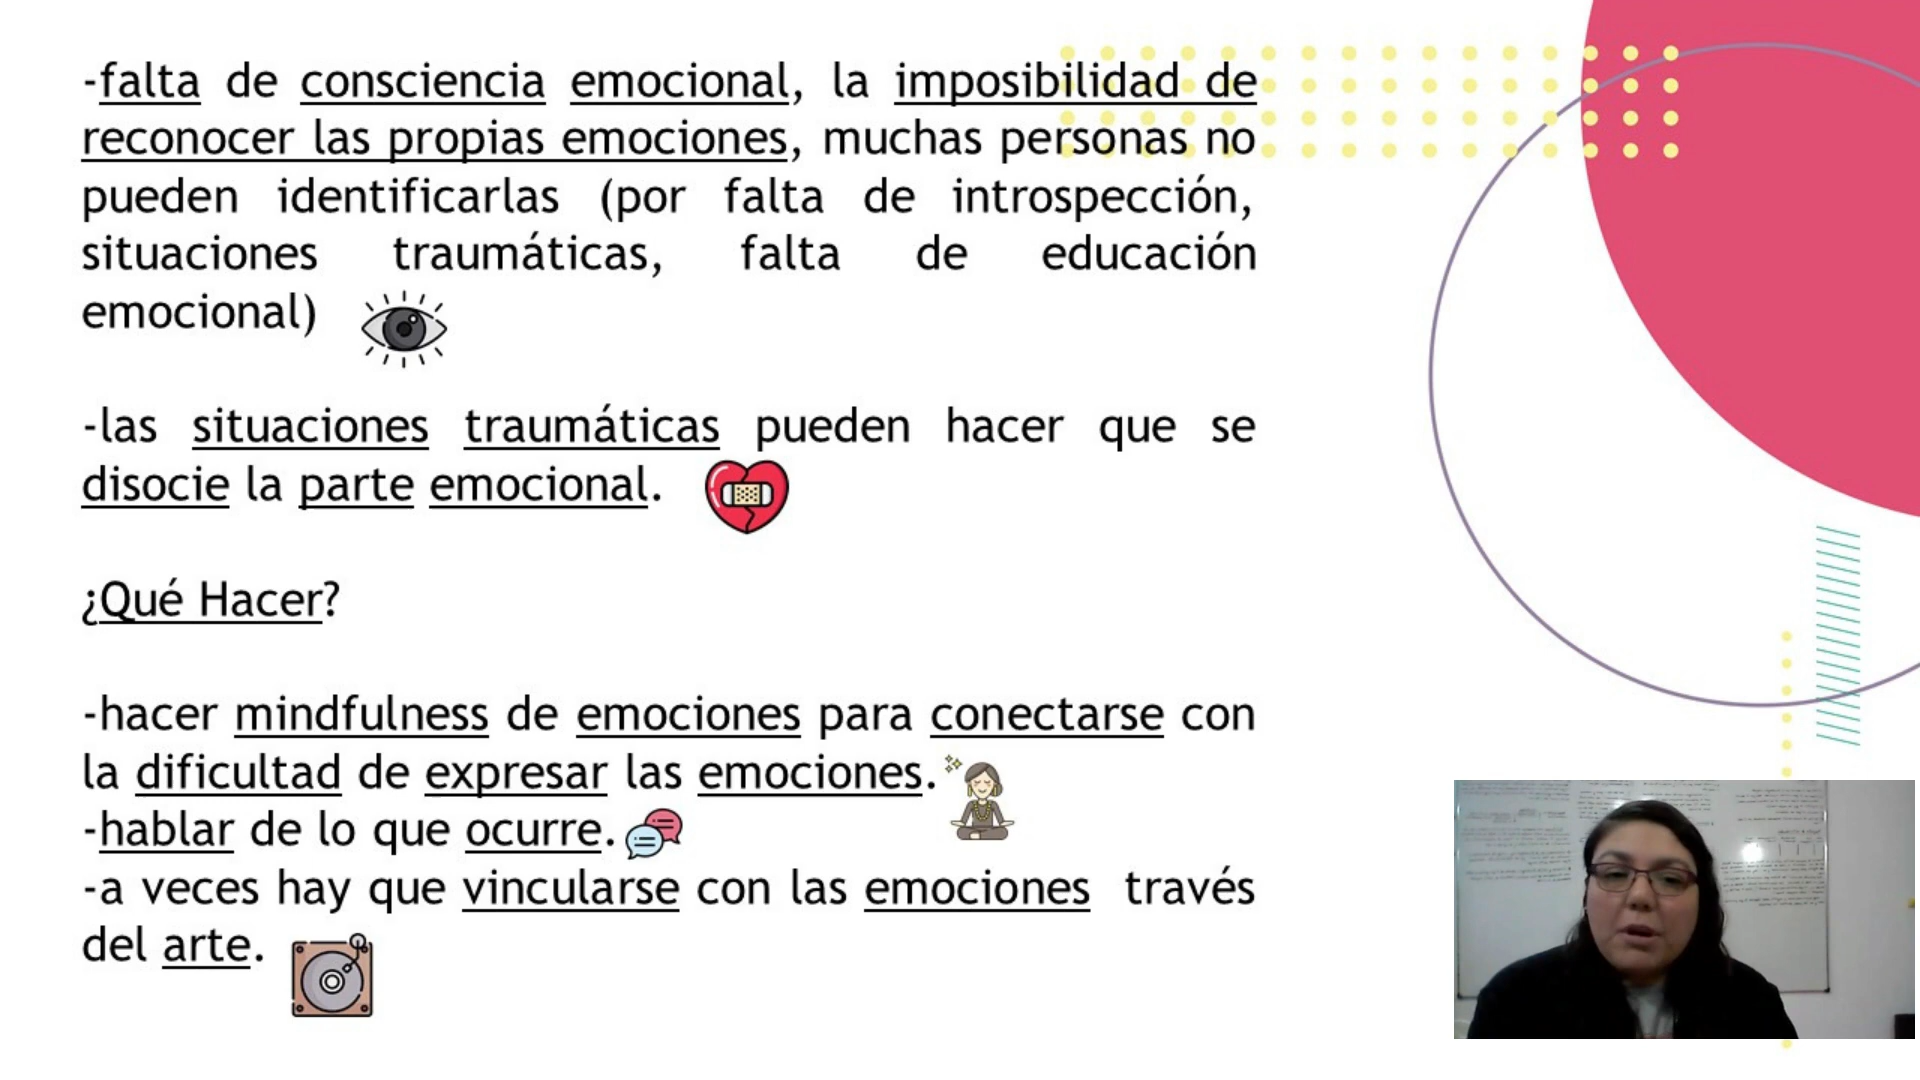 -falta de consciencia emocional, la imposibilidad de
reconocer las propias emociones, muchas personas no
pueden identificarlas (por falta de introspección,
situaciones traumáticas, falta de educación
emocional)
-las situaciones traumáticas pueden hacer que se
disocie la parte emocional.
¿Qué Hacer?
-hacer mindfulness de emociones para conectarse con
la dificultad de expresar las emociones.
-hablar de lo que ocurre.
-a veces hay que vincularse con las emociones través
del arte.